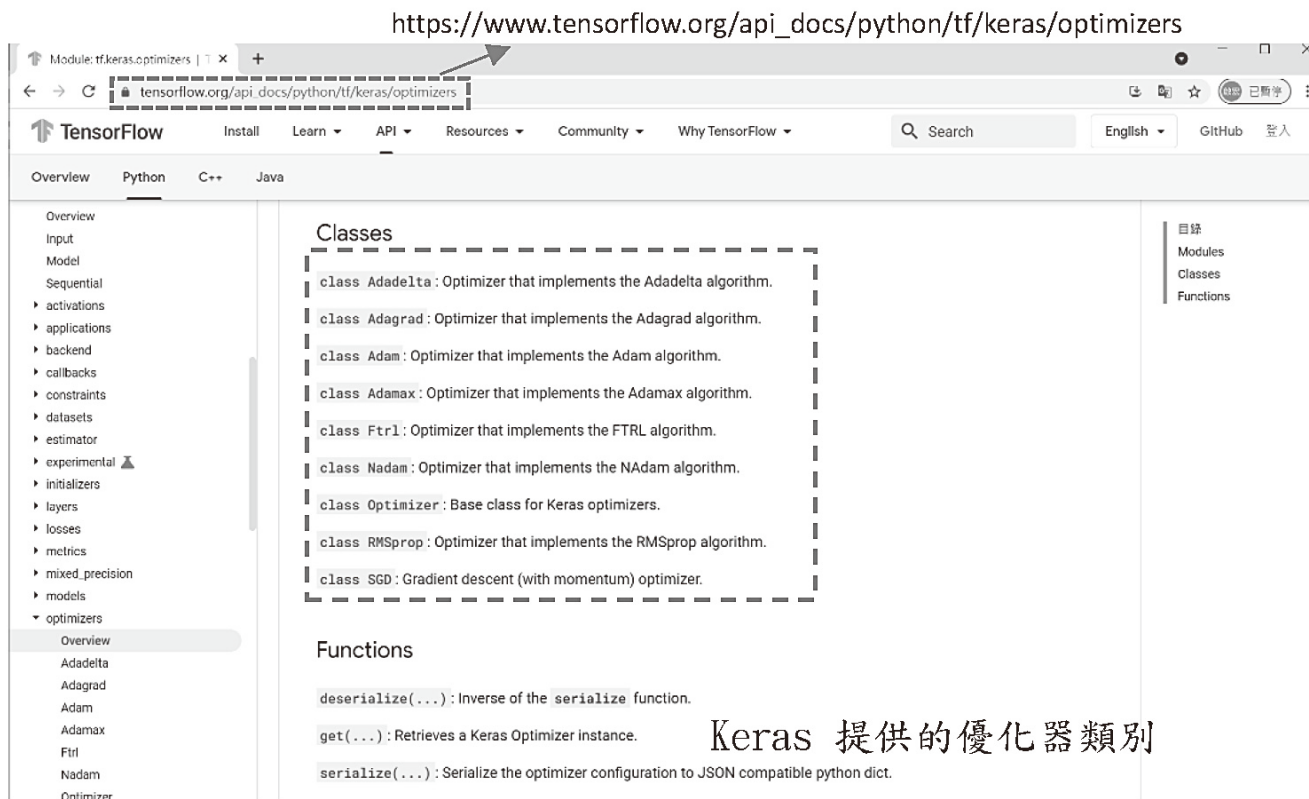 https://www.tensorflow.org/api_docs/python/tf/keras/optimizers
Module: tf.keras.optimizers | T
tensorflow.org/api_docs/python/tf/keras/optimizers
已暫停
TensorFlow
Install
Learn
API
Resources
Community
Why TensorFlow
Search
English
GitHub
登入
Overview
Python
C++
Java
Overview
Input
Model
Sequential
activations
applications
backend
callbacks
constraints
datasets
estimator
experimental
initializers
layers
losses
metrics
mixed_precision
models
optimizers
Overview
Adadelta
Adagrad
Adam
Adamax
Ftrl
Nadam
Optimizer
Classes
class Adadelta: Optimizer that implements the Adadelta algorithm.
class Adagrad: Optimizer that implements the Adagrad algorithm.
class Adam: Optimizer that implements the Adam algorithm.
class Adamax: Optimizer that implements the Adamax algorithm.
class Ftrl: Optimizer that implements the FTRL algorithm.
class Nadam: Optimizer that implements the NAdam algorithm.
class Optimizer: Base class for Keras optimizers.
class RMSprop: Optimizer that implements the RMSprop algorithm.
class SGD: Gradient descent (with momentum) optimizer.
Functions
deserialize(...): Inverse of the serialize function.
get(...): Retrieves a Keras Optimizer instance.
serialize(...): Serialize the optimizer configuration to JSON compatible python dict.
Keras 提供的優化器類別
目錄
Modules
Classes
Functions